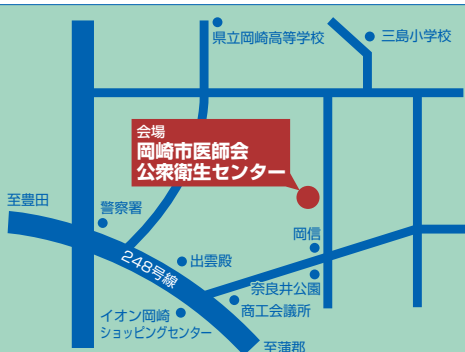 県立岡崎高等学校
三島小学校
会場
岡崎市医師会
公衆衛生センター
至豊田
警察署
岡信
出雲殿
248号線
奈良井公園
商工会議所
イオン岡崎
ショッピングセンター
至蒲郡